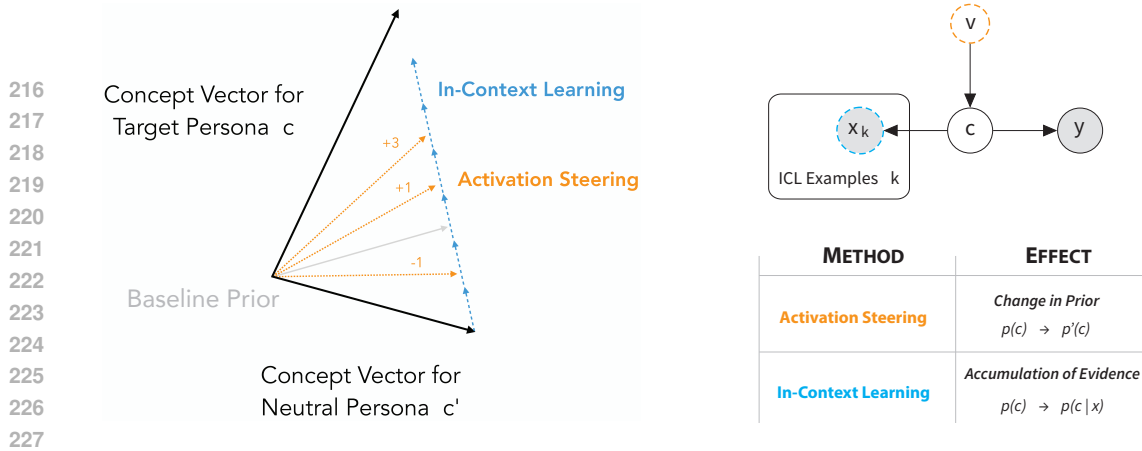 216
217
218
219
220
221
222
223
224
225
226
227
Concept Vector for
Target Persona c
In-Context Learning
+3
Activation Steering
+1
-1
Baseline Prior
Concept Vector for
Neutral Persona c'
v
x k
c
y
ICL Examples k
METHOD EFFECT
Activation Steering
Change in Prior
p(c) → p'(c)
In-Context Learning
Accumulation of Evidence
p(c) → p(c | x)